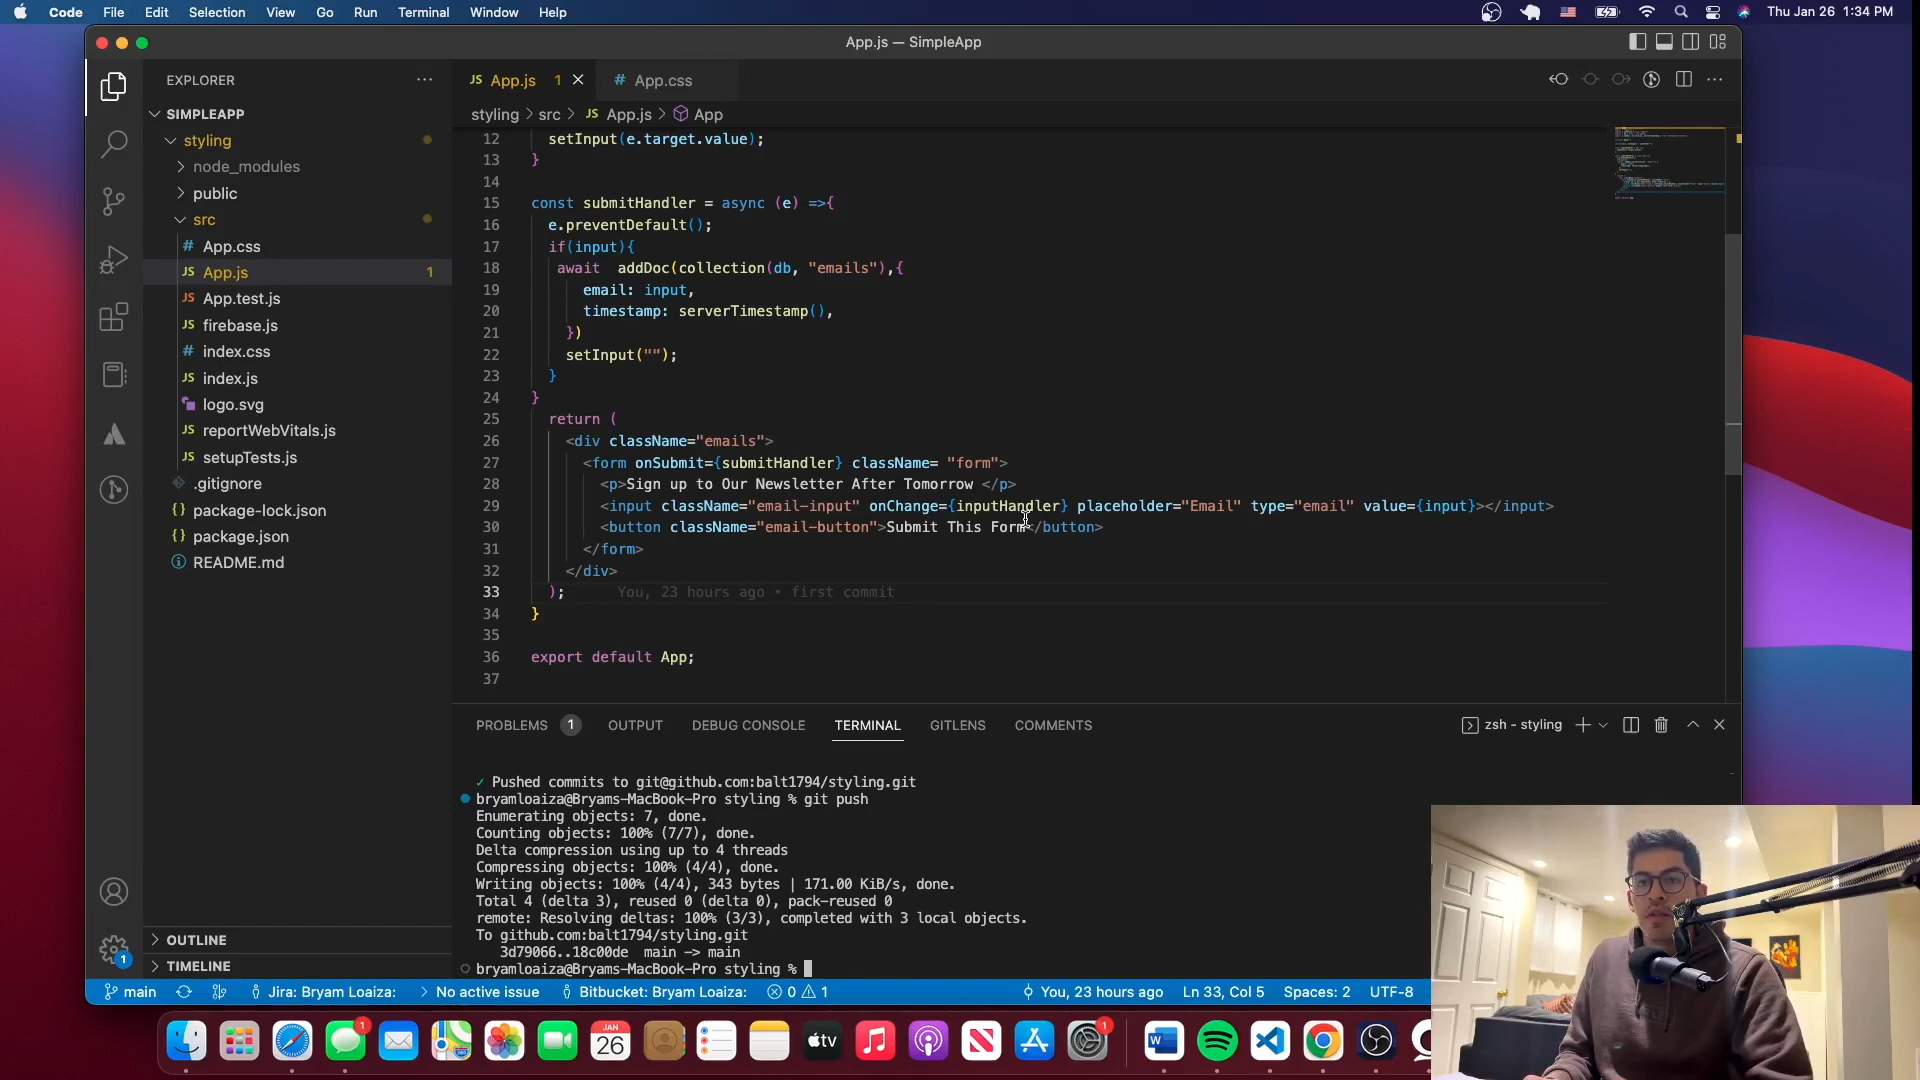 Code File Edit Selection View Go Run Terminal Window Help
Thu Jan 26 1:34 PM
App.js — SimpleApp
EXPLORER
SIMPLEAPP
styling
node_modules
public
src
# App.css
JS App.js 1
JS App.test.js
JS firebase.js
# index.css
JS index.js
logo.svg
JS reportWebVitals.js
JS setupTests.js
.gitignore
{} package-lock.json
{} package.json
README.md
OUTLINE
TIMELINE
1
JS App.js 1
# App.css
styling > src > JS App.js > App
12 setInput(e.target.value);
13 }
14
15 const submitHandler = async (e) =>{
16 e.preventDefault();
17 if(input){
18 await addDoc(collection(db, "emails"),{
19 email: input,
20 timestamp: serverTimestamp(),
21 })
22 setInput("");
23 }
24 }
25 return (
26 <div className="emails">
27 <form onSubmit={submitHandler} className= "form">
28 <p>Sign up to Our Newsletter After Tomorrow </p>
29 <input className="email-input" onChange={inputHandler} placeholder="Email" type="email" value={input}></input>
30 <button className="email-button">Submit This Form</button>
31 </form>
32 </div>
33 ); You, 23 hours ago • first commit
34 }
35
36 export default App;
37
PROBLEMS 1 OUTPUT DEBUG CONSOLE TERMINAL GITLENS COMMENTS
zsh - styling
✓ Pushed commits to git@github.com:balt1794/styling.git
bryamloaiza@Bryams-MacBook-Pro styling % git push
Enumerating objects: 7, done.
Counting objects: 100% (7/7), done.
Delta compression using up to 4 threads
Compressing objects: 100% (4/4), done.
Writing objects: 100% (4/4), 343 bytes | 171.00 KiB/s, done.
Total 4 (delta 3), reused 0 (delta 0), pack-reused 0
remote: Resolving deltas: 100% (3/3), completed with 3 local objects.
To github.com:balt1794/styling.git
3d79066..18c00de main -> main
bryamloaiza@Bryams-MacBook-Pro styling %
main Jira: Bryam Loaiza: > No active issue Bitbucket: Bryam Loaiza: 0 1 You, 23 hours ago Ln 33, Col 5 Spaces: 2 UTF-8
1
JAN
26
tv
1
W